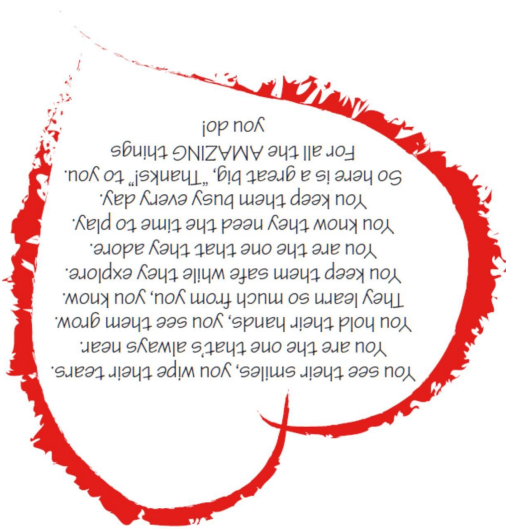 You see their smiles, you wipe their tears.
You are the one that's always near.
You hold their hands, you see them grow.
They learn so much from you, you know.
You keep them safe while they explore.
You are the one that they adore.
You know they need the time to play
You keep them busy every day.
So here is a great big, “Thanks!” to you.
For all the AMAZING things
you do!